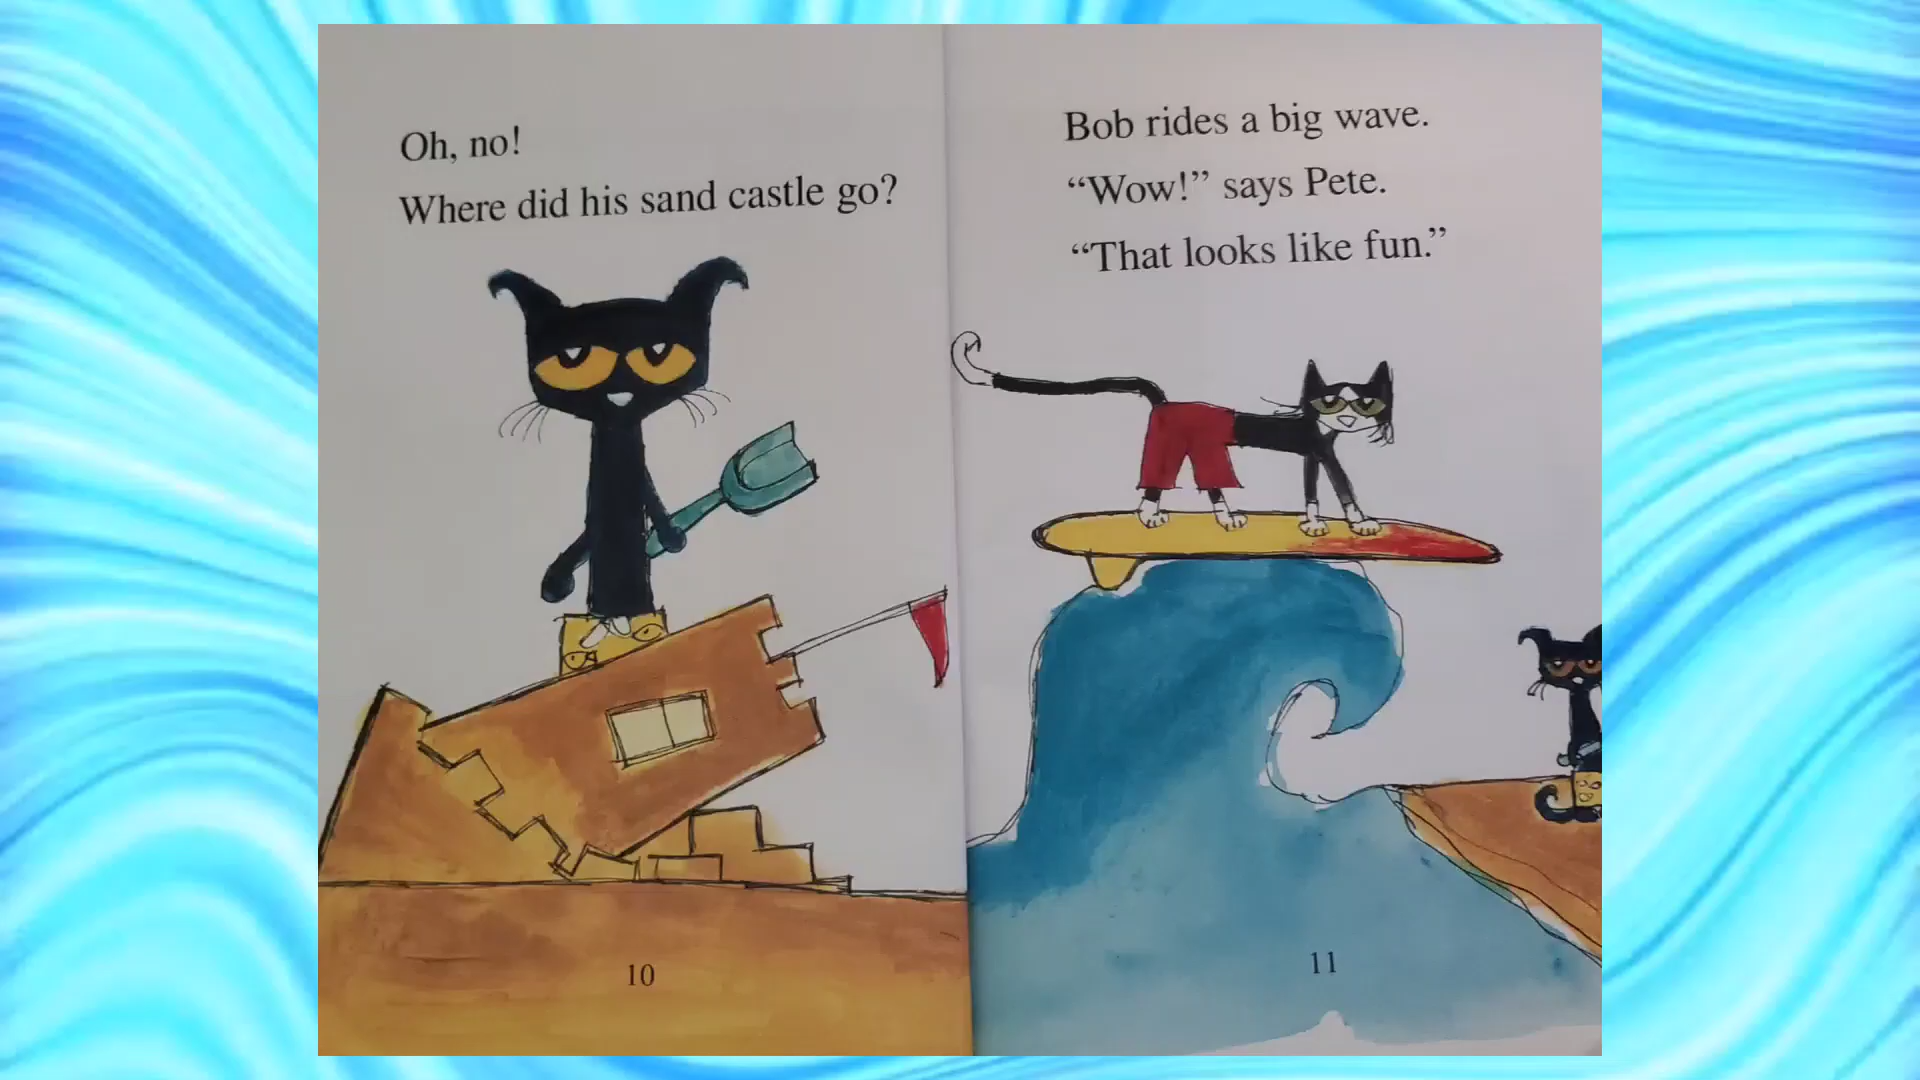 Oh, no!
Where did his sand castle go?
10
Bob rides a big wave.
“Wow!” says Pete.
“That looks like fun.”
11